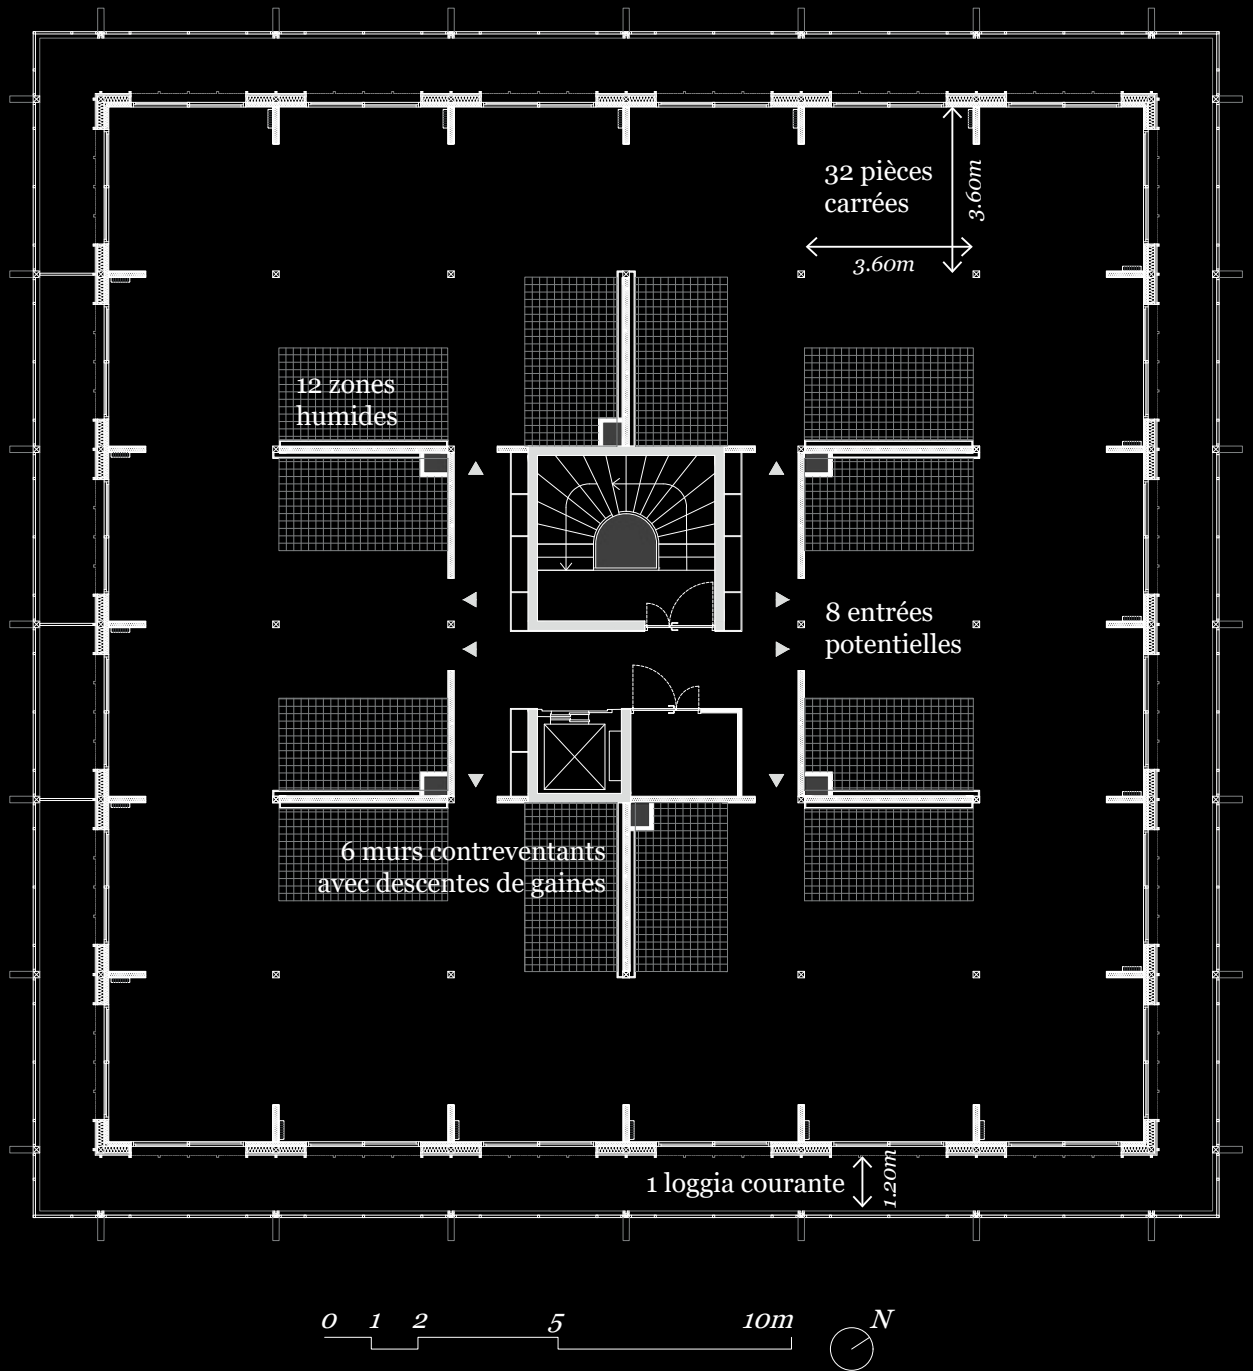 32 pièces
carrées
3.60m
3.60m
12 zones
humides
8 entrées
potentielles
6 murs contreventants
avec descentes de gaines
1 loggia courante
1.20m
0 1 2 5 10m N